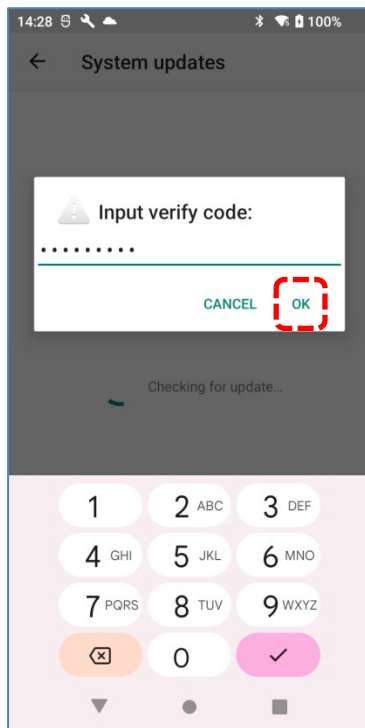 14:28 100%
System updates
Input verify code:
•••••••••
CANCEL OK
Checking for update...
1 2 ABC 3 DEF
4 GHI 5 JKL 6 MNO
7 PQRS 8 TUV 9 WXYZ
0